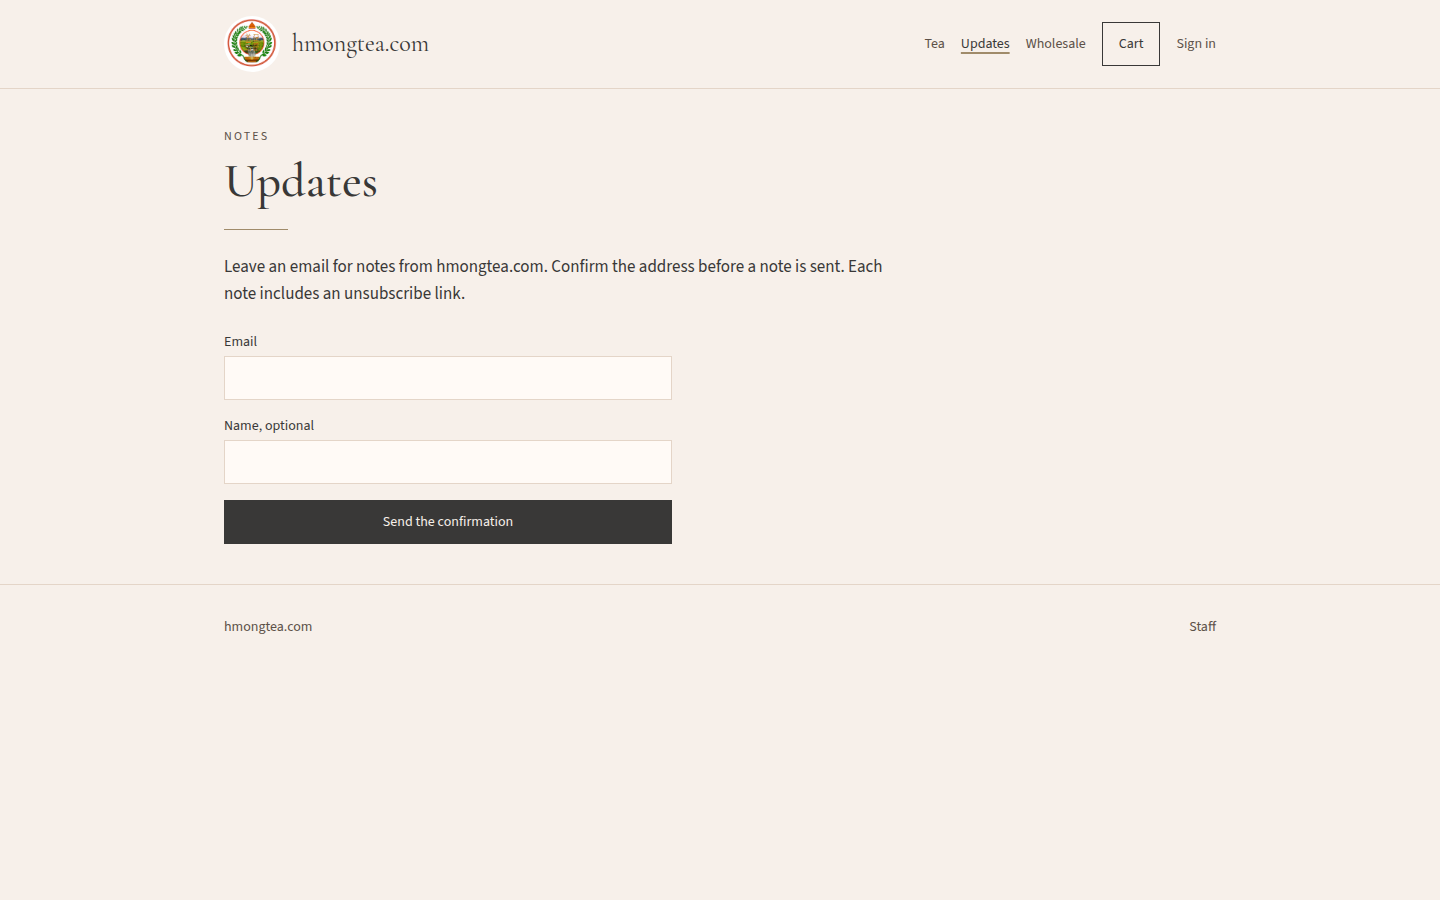 hmongtea.com
Tea
Updates
Wholesale
Cart
Sign in
NOTES
Updates
Leave an email for notes from hmongtea.com. Confirm the address before a note is sent. Each
note includes an unsubscribe link.
Email
Name, optional
Send the confirmation
hmongtea.com
Staff